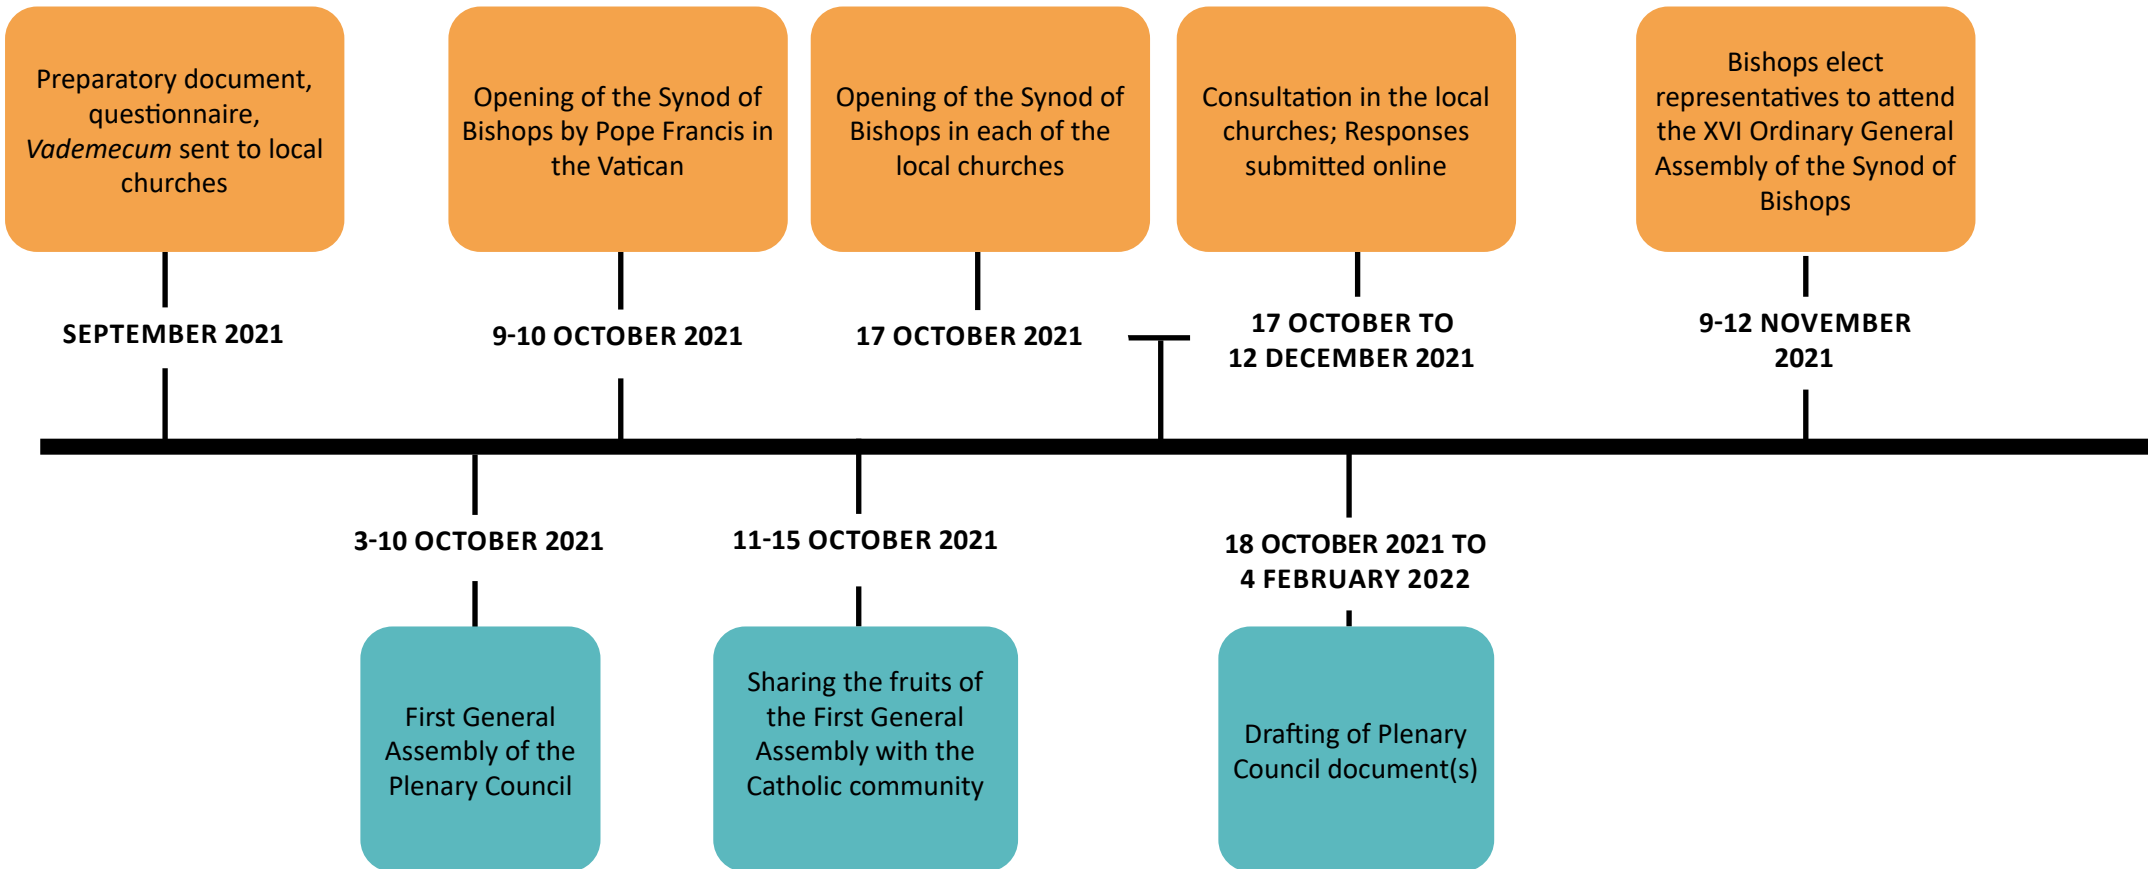 Preparatory document,
questionnaire,
Vademecum sent to local
churches
Opening of the Synod of
Bishops by Pope Francis in
the Vatican
Opening of the Synod of
Bishops in each of the
local churches
Consultation in the local
churches; Responses
submitted online
Bishops elect
representatives to attend
the XVI Ordinary General
Assembly of the Synod of
Bishops
SEPTEMBER 2021
9-10 OCTOBER 2021
17 OCTOBER 2021
17 OCTOBER TO
12 DECEMBER 2021
9-12 NOVEMBER
2021
3-10 OCTOBER 2021
11-15 OCTOBER 2021
18 OCTOBER 2021 TO
4 FEBRUARY 2022
First General
Assembly of the
Plenary Council
Sharing the fruits of
the First General
Assembly with the
Catholic community
Drafting of Plenary
Council document(s)